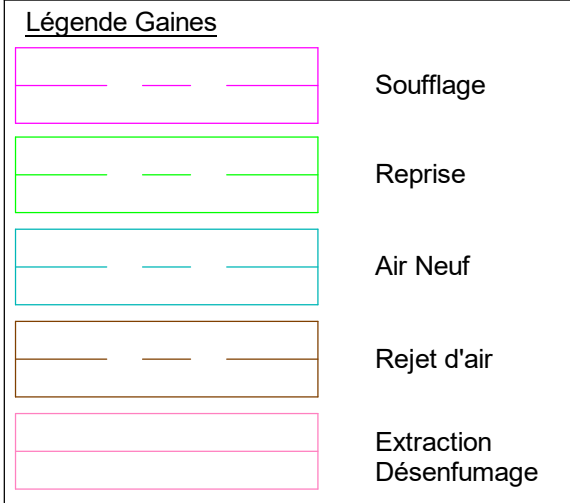 Légende Gaines
Soufflage
Reprise
Air Neuf
Rejet d'air
Extraction
Désenfumage